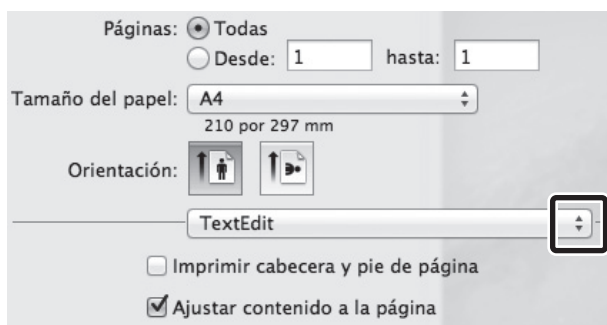 Páginas: Todas
Desde: 1 hasta: 1
Tamaño del papel: A4
210 por 297 mm
Orientación:
TextEdit
Imprimir cabecera y pie de página
Ajustar contenido a la página